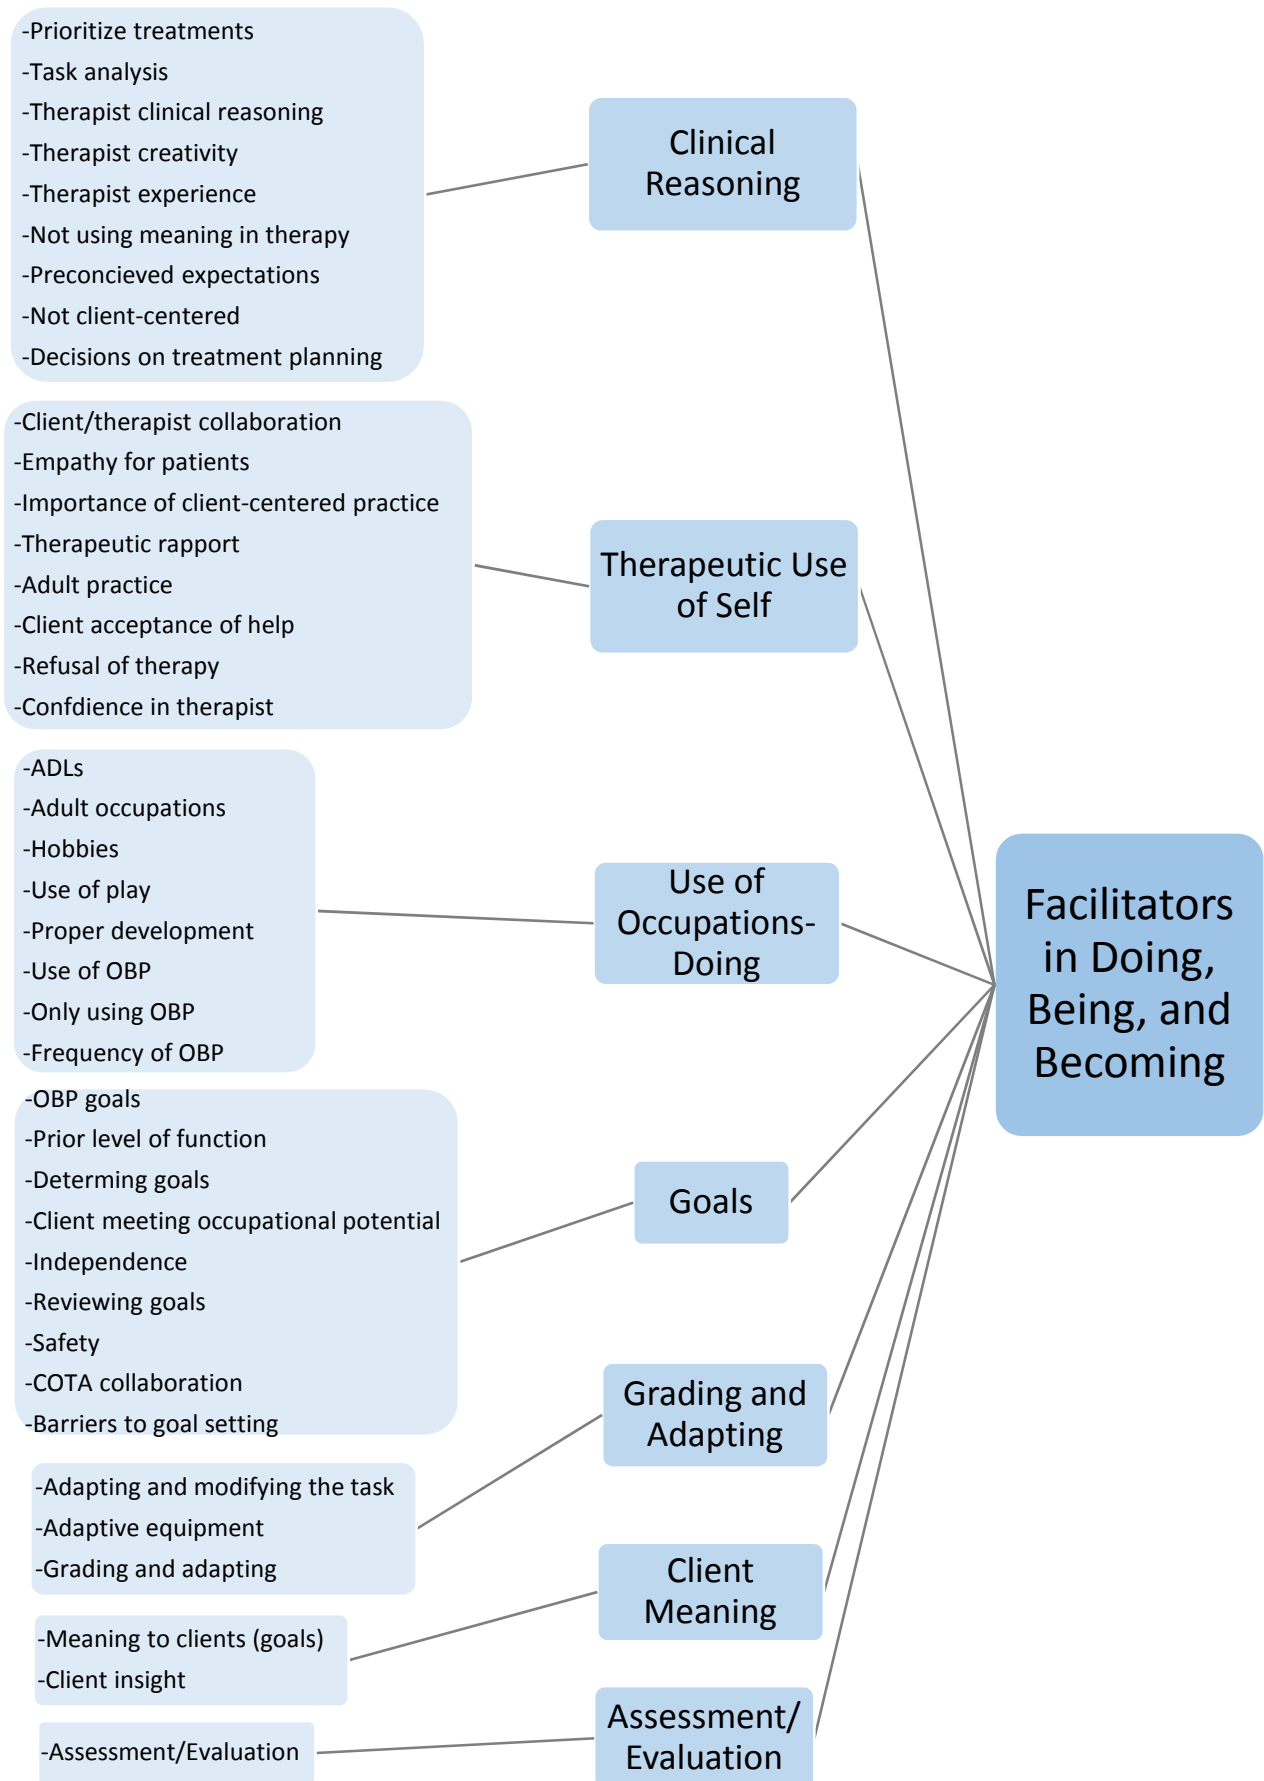 -Prioritize treatments
-Task analysis
-Therapist clinical reasoning
-Therapist creativity
-Therapist experience
-Not using meaning in therapy
-Preconcieved expectations
-Not client-centered
-Decisions on treatment planning
Clinical
Reasoning
-Client/therapist collaboration
-Empathy for patients
-Importance of client-centered practice
-Therapeutic rapport
-Adult practice
-Client acceptance of help
-Refusal of therapy
-Confdience in therapist
Therapeutic Use
of Self
-ADLs
-Adult occupations
-Hobbies
-Use of play
-Proper development
-Use of OBP
-Only using OBP
-Frequency of OBP
Use of
Occupations-
Doing
-OBP goals
-Prior level of function
-Determing goals
-Client meeting occupational potential
-Independence
-Reviewing goals
-Safety
-COTA collaboration
-Barriers to goal setting
Goals
-Adapting and modifying the task
-Adaptive equipment
-Grading and adapting
Grading and
Adapting
-Meaning to clients (goals)
-Client insight
Client
Meaning
-Assessment/Evaluation
Assessment/
Evaluation
Facilitators
in Doing,
Being, and
Becoming